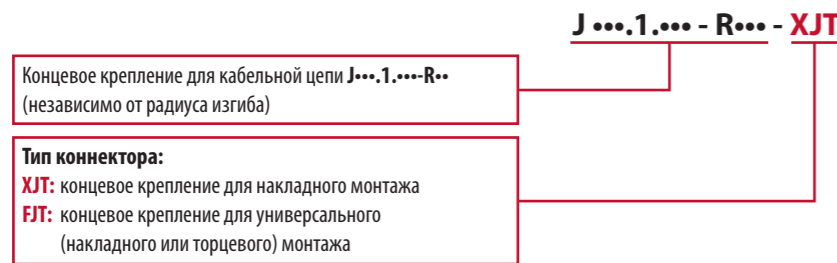 J •••.1.••• - R••• - XJT
Концевое крепление для кабельной цепи J•••.1.•••-R••
(независимо от радиуса изгиба)
Тип коннектора:
XJT: концевое крепление для накладного монтажа
FJT: концевое крепление для универсального
(накладного или торцевого) монтажа